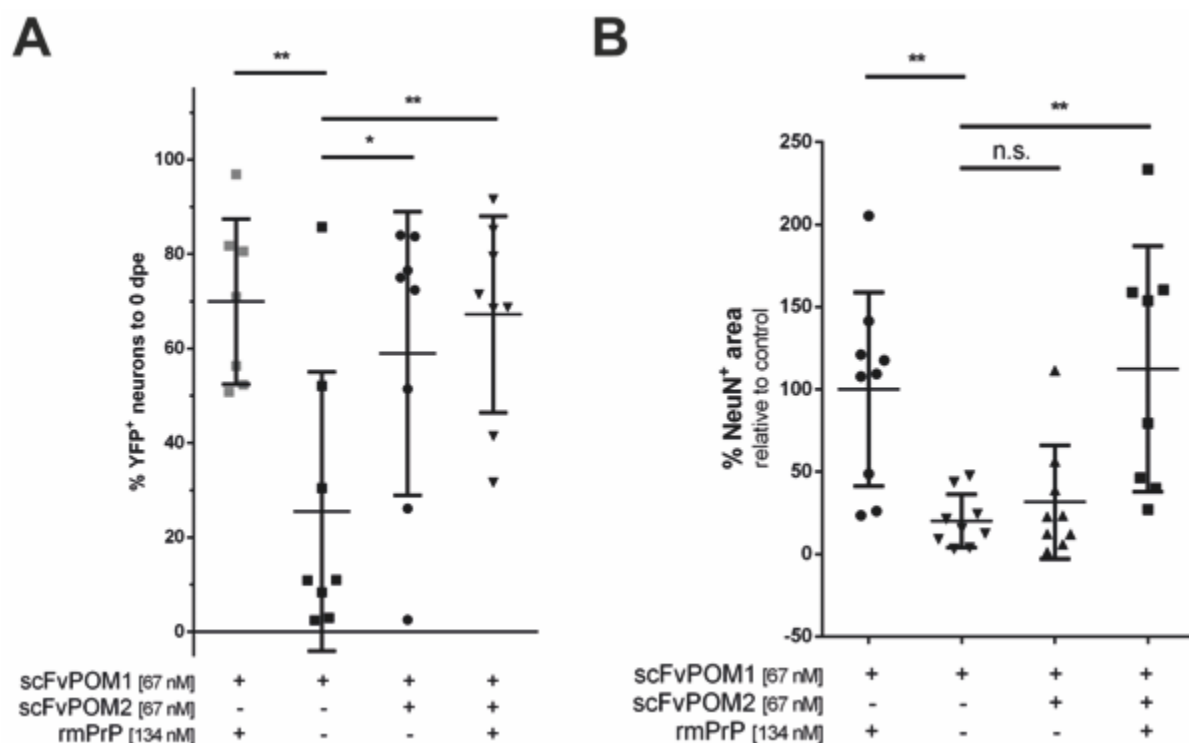 A
**
**
*
100
80
60
40
20
0
% YFP+ neurons to 0 dpe
scFvPOM1 [67 nM] + + + +
scFvPOM2 [67 nM] - - + +
rmPrP [134 nM] + - - +
B
**
**
n.s.
250
200
150
100
50
0
-50
% NeuN+ area
relative to control
scFvPOM1 [67 nM] + + + +
scFvPOM2 [67 nM] - - + +
rmPrP [134 nM] + - - +